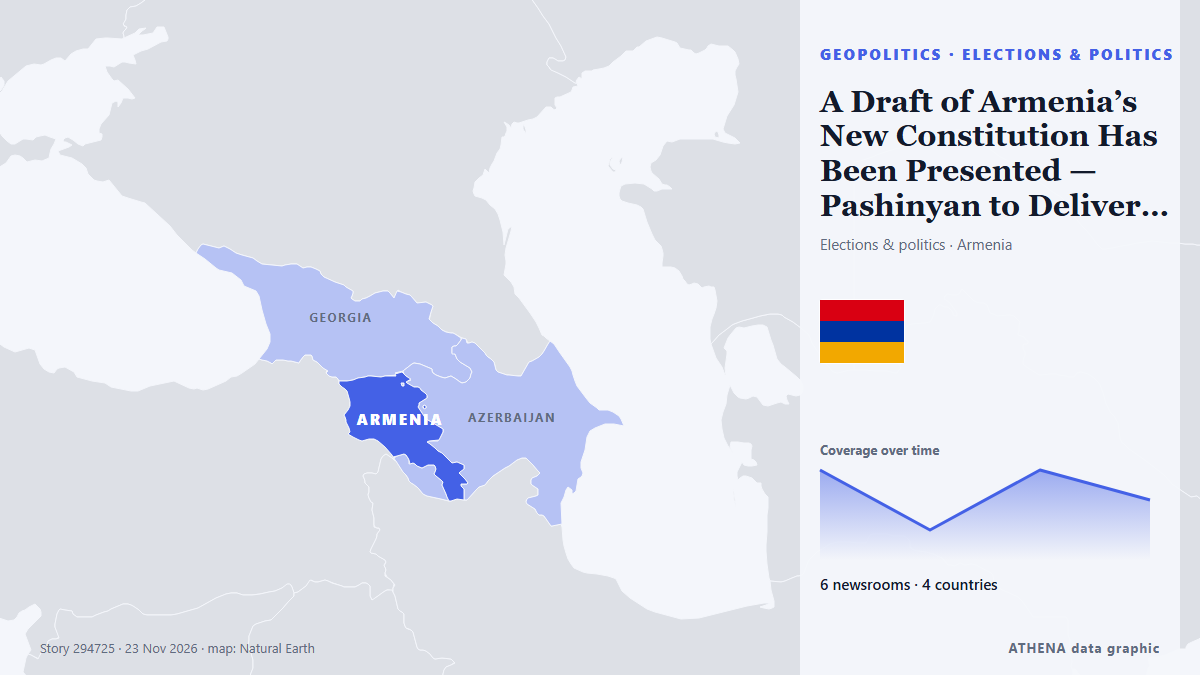 GEOPOLITICS · ELECTIONS & POLITICS
A Draft of Armenia’s
New Constitution Has
Been Presented —
Pashinyan to Deliver…
Elections & politics · Armenia
GEORGIA
ARMENIA
AZERBAIJAN
Coverage over time
6 newsrooms · 4 countries
Story 294725 · 23 Nov 2026 · map: Natural Earth
ATHENA data graphic